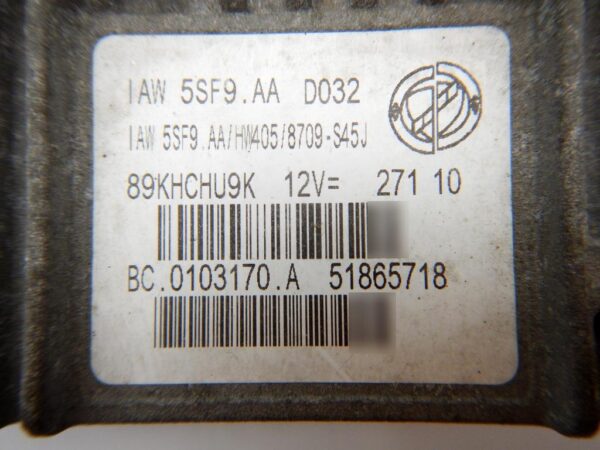 IAW 5SF9.AA D032
IAW 5SF9.AA/HW405/8709-S45J
89KHCHU9K 12V= 271 10
BC.0103170.A 51865718